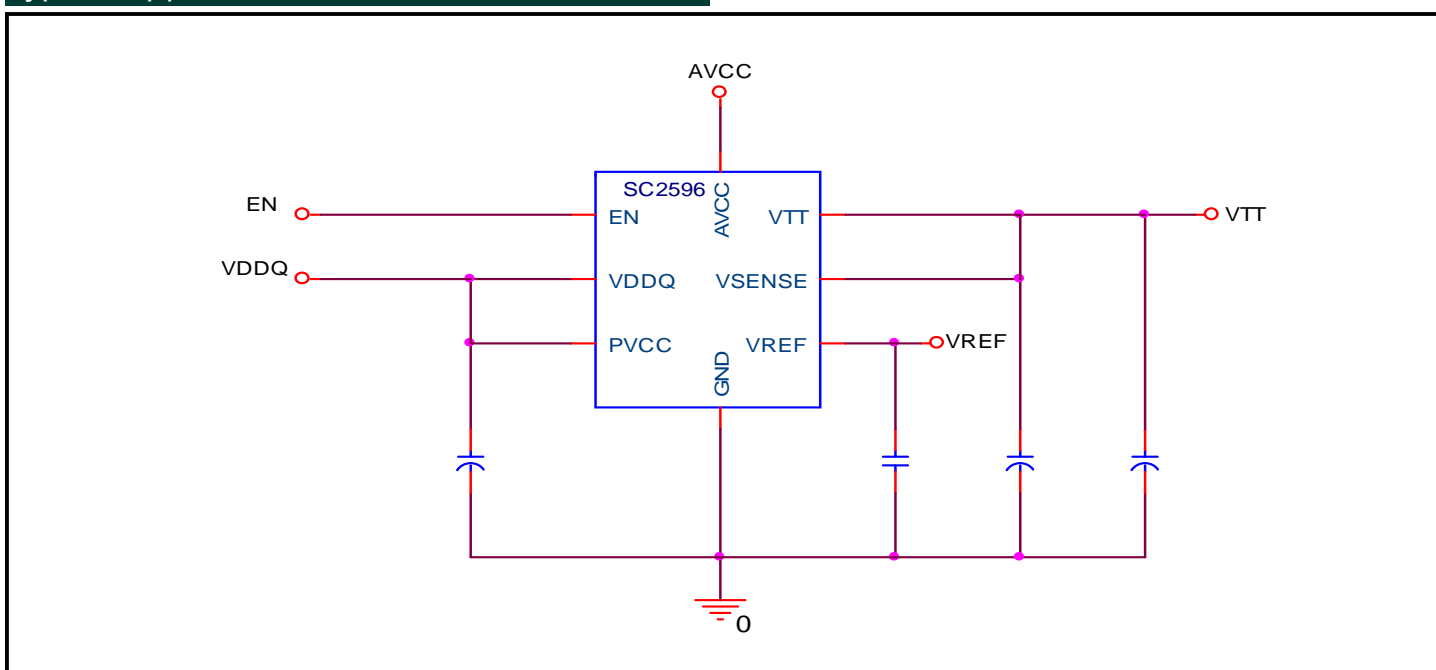 AVCC
SC2596
AVCC
EN
EN
VTT
VTT
VDDQ
VDDQ
VSENSE
PVCC
VREF
VREF
GND
0